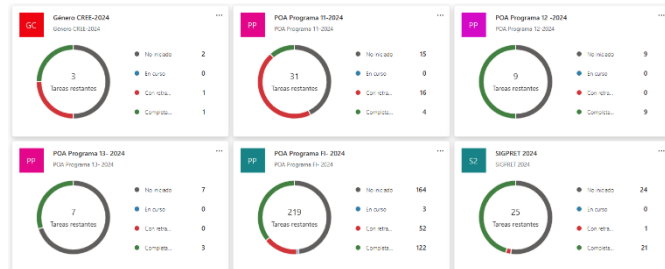 GC
Género CREE-2024
Género CREE-2024
...
3
Tareas restantes
No iniciado 2
En curso 0
Con retra... 1
Completa... 1
PP
POA Programa 11-2024
POA Programa 11-2024
...
31
Tareas restantes
No iniciado 15
En curso 0
Con retra... 16
Completa... 4
PP
POA Programa 12 -2024
POA Programa 12 -2024
...
9
Tareas restantes
No iniciado 9
En curso 0
Con retra... 0
Completa... 9
PP
POA Programa 13- 2024
POA Programa 13- 2024
...
7
Tareas restantes
No iniciado 7
En curso 0
Con retra... 0
Completa... 3
PP
POA Programa FI- 2024
POA Programa FI- 2024
...
219
Tareas restantes
No iniciado 164
En curso 3
Con retra... 52
Completa... 122
S2
SIGPRET 2024
SIGPRET 2024
...
25
Tareas restantes
No iniciado 24
En curso 0
Con retra... 1
Completa... 21